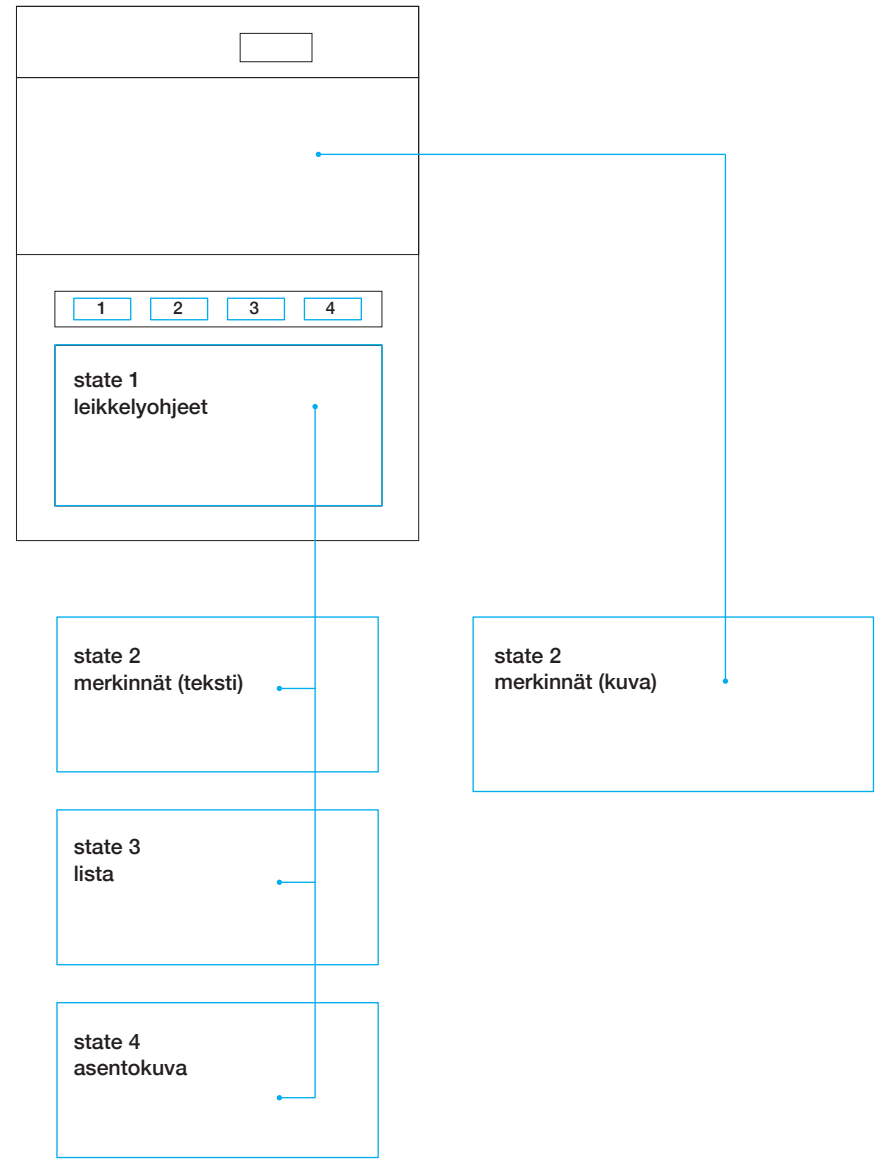 1 2 3 4
state 1
leikkelyohjeet
state 2
merkinnät (teksti)
state 2
merkinnät (kuva)
state 3
lista
state 4
asentokuva